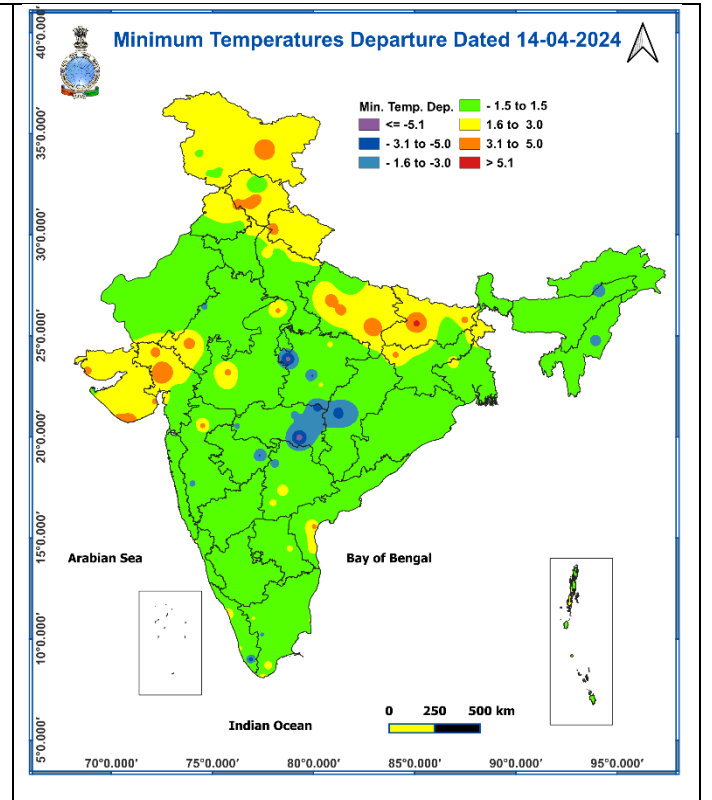 Minimum Temperatures Departure Dated 14-04-2024
Min. Temp. Dep.
<= -5.1
- 3.1 to -5.0
- 1.6 to -3.0
- 1.5 to 1.5
1.6 to 3.0
3.1 to 5.0
> 5.1
40°0.000'
35°0.000'
30°0.000'
25°0.000'
20°0.000'
15°0.000'
10°0.000'
5°0.000'
Arabian Sea
Bay of Bengal
Indian Ocean
0 250 500 km
70°0.000' 75°0.000' 80°0.000' 85°0.000' 90°0.000' 95°0.000'